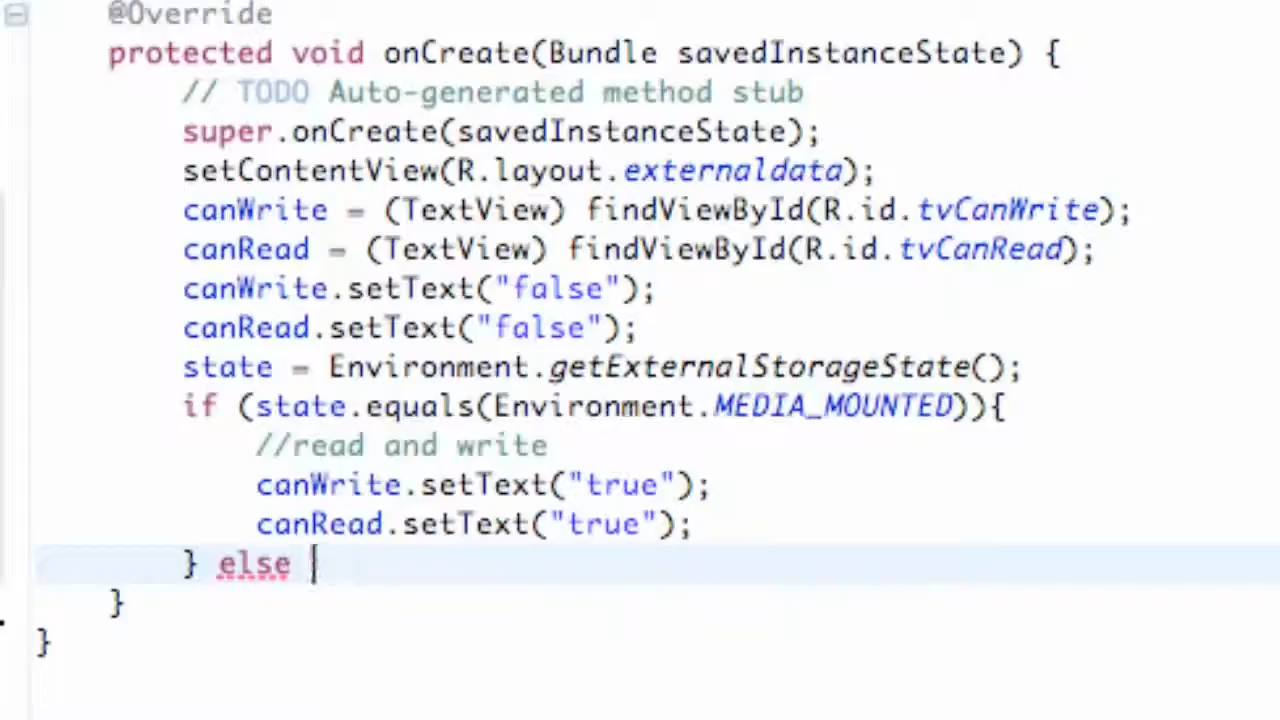 @Override
protected void onCreate(Bundle savedInstanceState) {
// TODO Auto-generated method stub
super.onCreate(savedInstanceState);
setContentView(R.layout.externaldata);
canWrite = (TextView) findViewById(R.id.tvCanWrite);
canRead = (TextView) findViewById(R.id.tvCanRead);
canWrite.setText("false");
canRead.setText("false");
state = Environment.getExternalStorageState();
if (state.equals(Environment.MEDIA_MOUNTED)){
//read and write
canWrite.setText("true");
canRead.setText("true");
} else
}
}